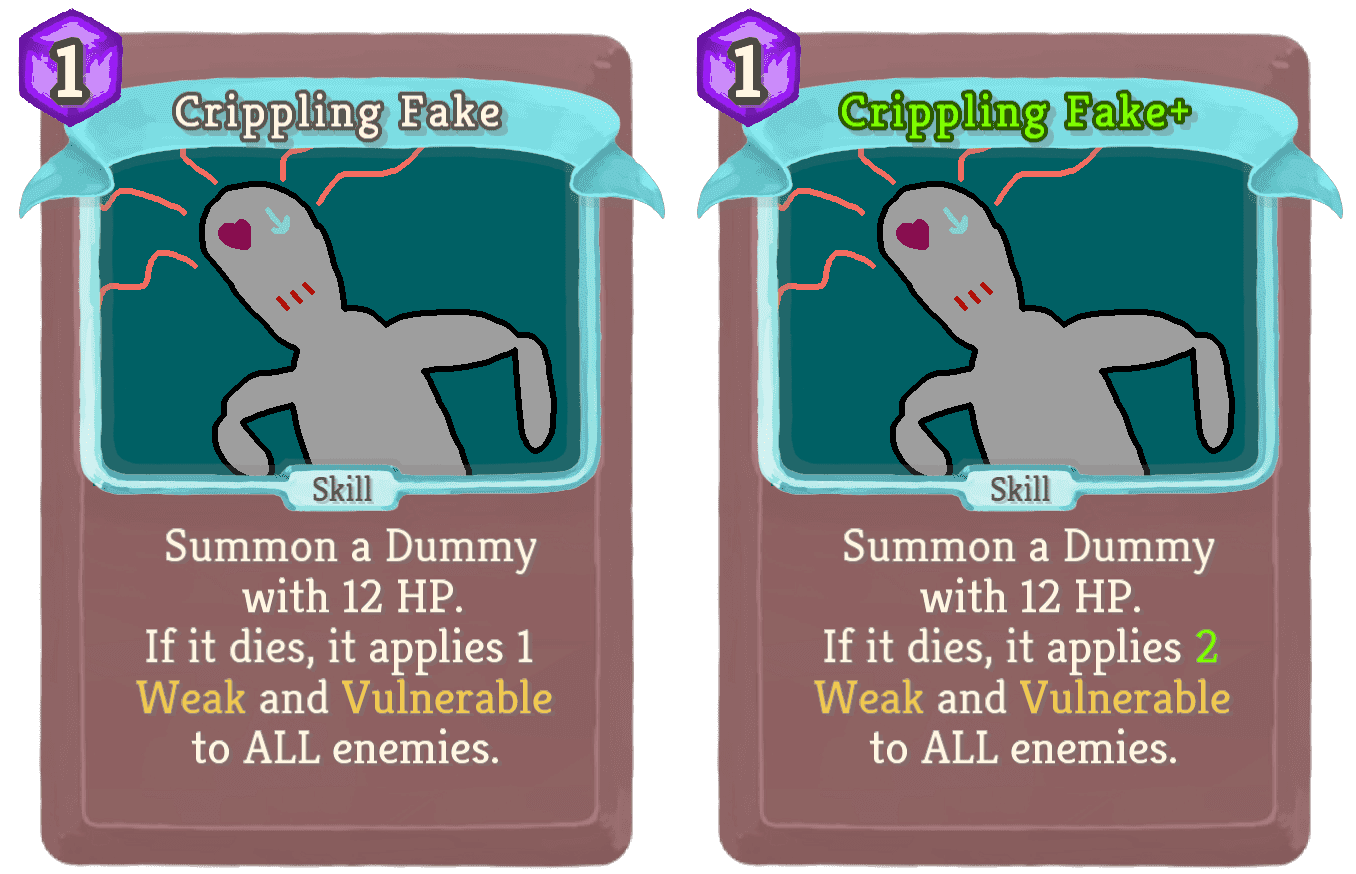 1
Crippling Fake
Skill
Summon a Dummy
with 12 HP.
If it dies, it applies 1
Weak and Vulnerable
to ALL enemies.
1
Crippling Fake+
Skill
Summon a Dummy
with 12 HP.
If it dies, it applies 2
Weak and Vulnerable
to ALL enemies.